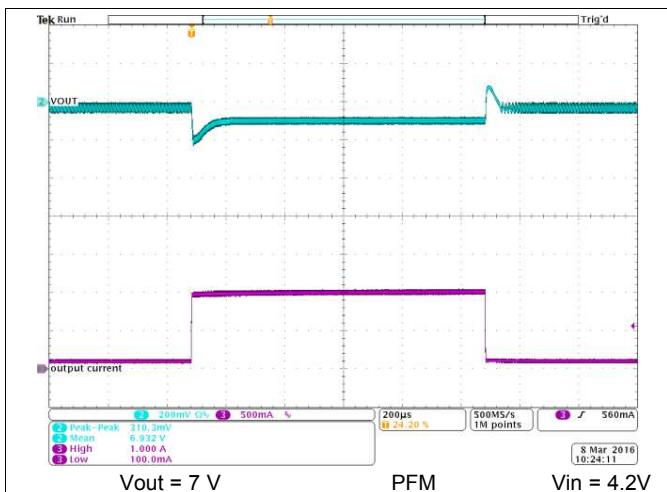 Tek Run Trig'd
T
2 VOUT
output current
2 200mV Ω 3 500mA
200µs
T 24.20 %
500MS/s
1M points
3 560mA
2 Peak-Peak 310.3mV
2 Mean 6.932 V
3 High 1.000 A
3 Low 100.0mA
8 Mar 2016
10:24:11
Vout = 7 V PFM Vin = 4.2V